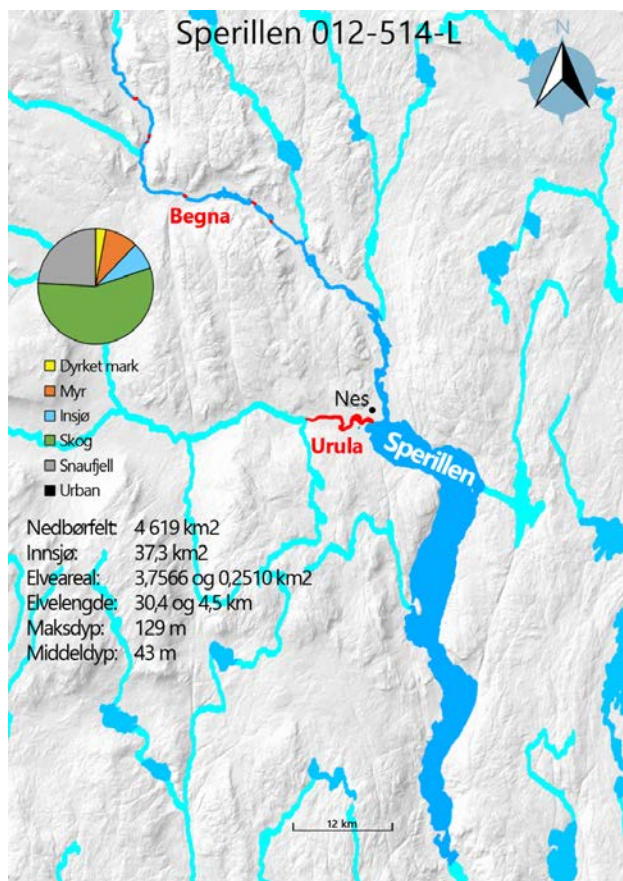 Sperillen 012-514-L
N
Begna
Dyrket mark
Myr
Insjø
Skog
Snaufjell
Urban
Nes
Urula
Sperillen
Nedbørfelt: 4 619 km2
Innsjø: 37,3 km2
Elveareal: 3,7566 og 0,2510 km2
Elvelengde: 30,4 og 4,5 km
Maksdyp: 129 m
Middeldyp: 43 m
12 km